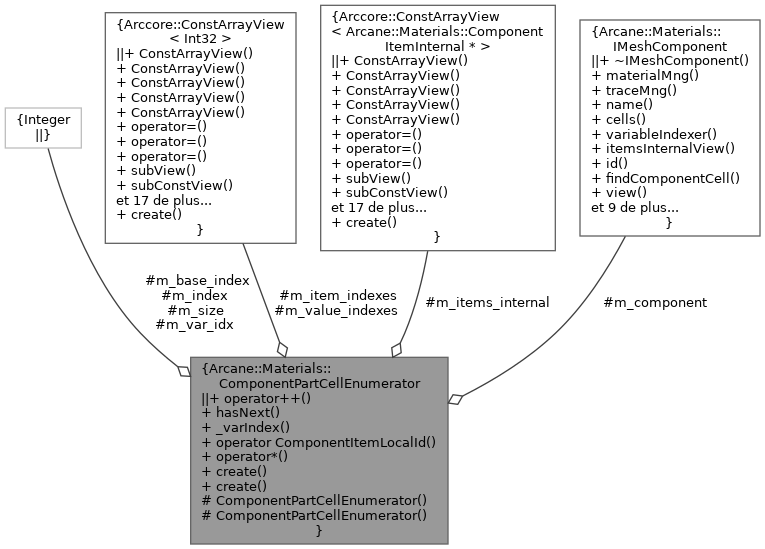 {Integer
||}
{Arccore::ConstArrayView
< Int32 >
||+ ConstArrayView()
+ ConstArrayView()
+ ConstArrayView()
+ ConstArrayView()
+ ConstArrayView()
+ operator=()
+ operator=()
+ operator=()
+ subView()
+ subConstView()
et 17 de plus...
+ create()
}
{Arccore::ConstArrayView
< Arcane::Materials::Component
ItemInternal * >
||+ ConstArrayView()
+ ConstArrayView()
+ ConstArrayView()
+ ConstArrayView()
+ ConstArrayView()
+ operator=()
+ operator=()
+ operator=()
+ subView()
+ subConstView()
et 17 de plus...
+ create()
}
{Arcane::Materials::
IMeshComponent
||+ ~IMeshComponent()
+ materialMng()
+ traceMng()
+ name()
+ cells()
+ variableIndexer()
+ itemsInternalView()
+ id()
+ findComponentCell()
+ view()
et 9 de plus...
}
#m_base_index
#m_index
#m_size
#m_var_idx
#m_item_indexes
#m_value_indexes
#m_items_internal
#m_component
{Arcane::Materials::
ComponentPartCellEnumerator
||+ operator++()
+ hasNext()
+ _varIndex()
+ operator ComponentItemLocalId()
+ operator*()
+ create()
+ create()
# ComponentPartCellEnumerator()
# ComponentPartCellEnumerator()
}